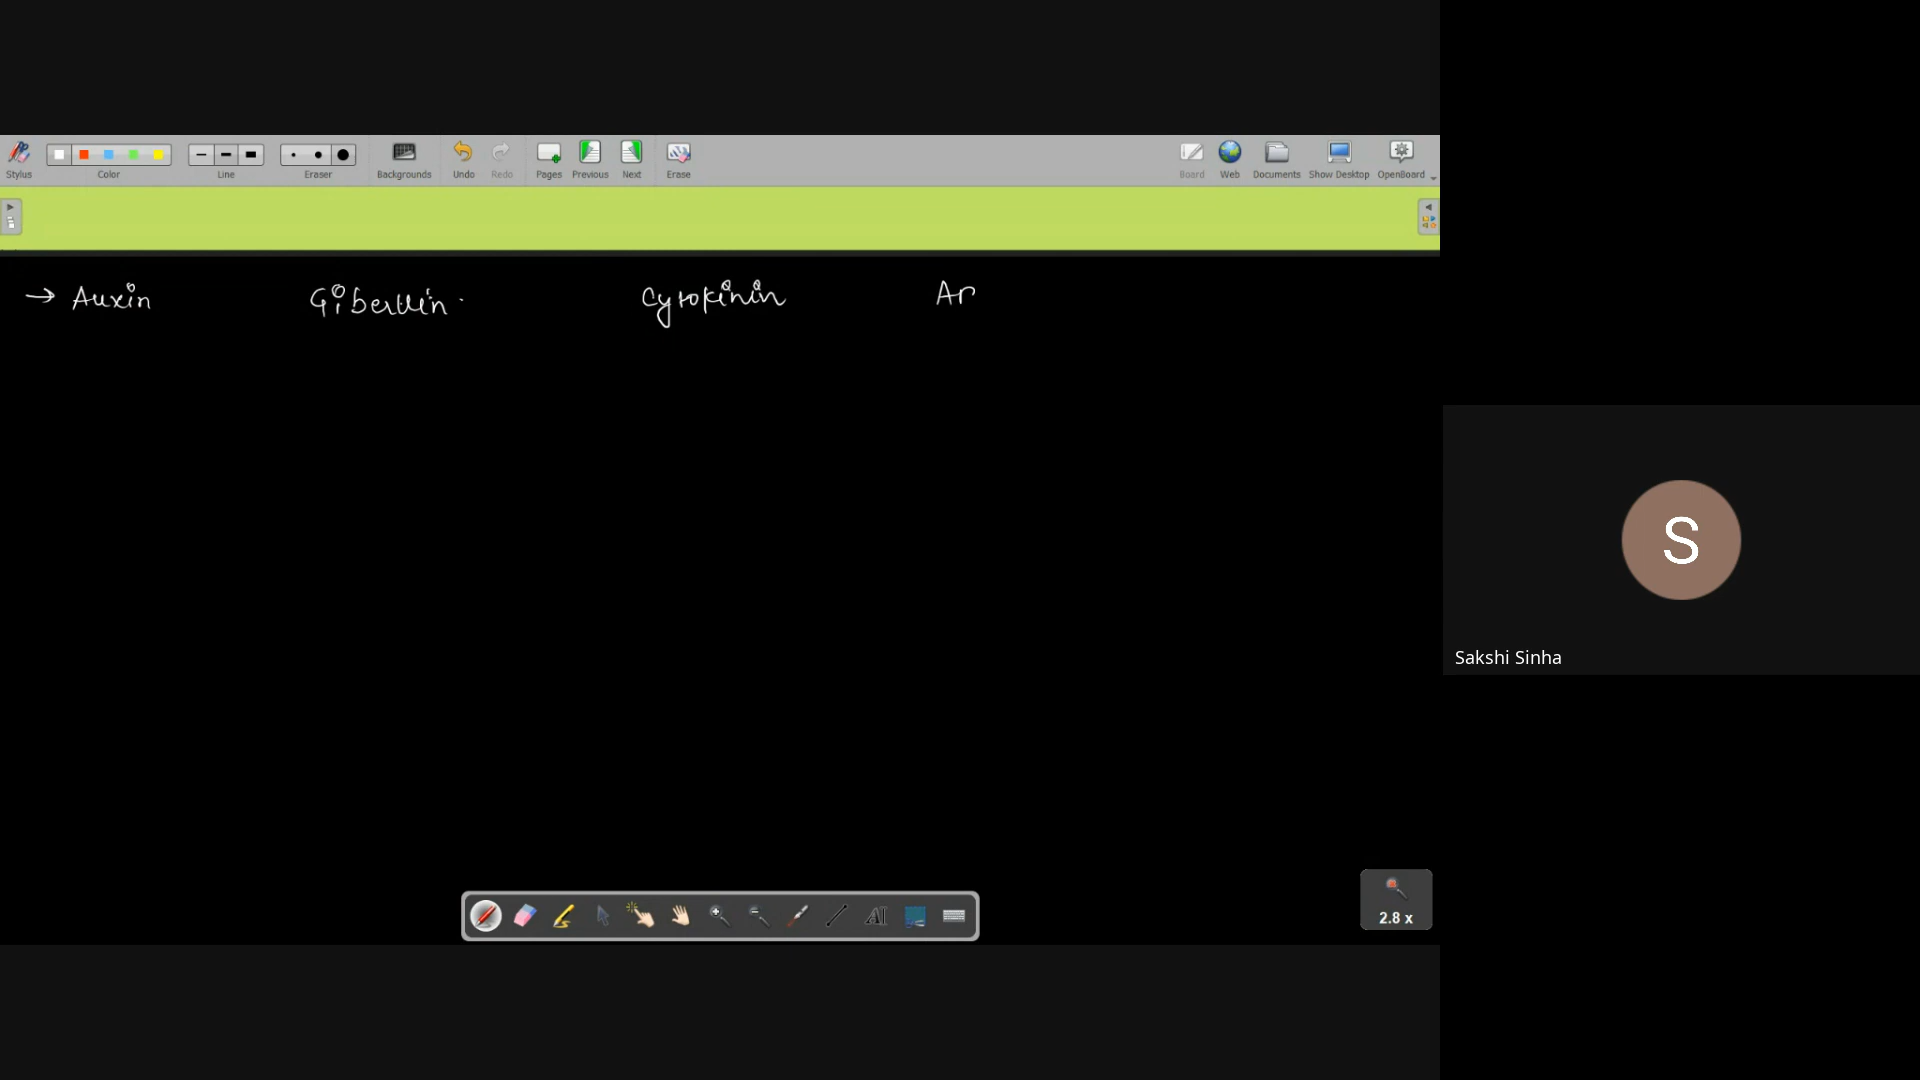 Stylus Color Line Eraser Backgrounds Undo Redo Pages Previous Next Erase Board Web Documents Show Desktop OpenBoard
→ Auxin Giberllin. Cytokinin Ar
S
Sakshi Sinha
2.8 x